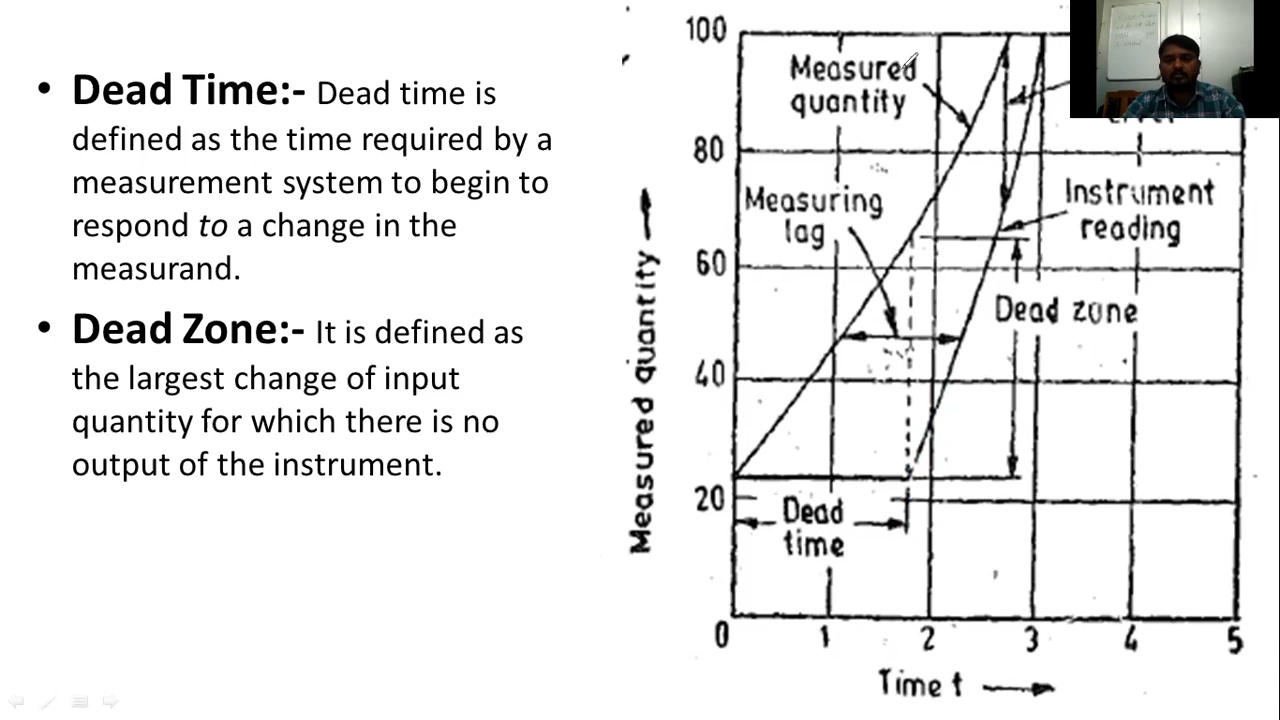 • Dead Time:- Dead time is
defined as the time required by a
measurement system to begin to
respond to a change in the
measurand.
• Dead Zone:- It is defined as
the largest change of input
quantity for which there is no
output of the instrument.
100
80
60
40
20
0
1
2
3
4
5
Measured quantity
Time t
Measured
quantity
Measuring
lag
Instrument
reading
Dead zone
Dead
time